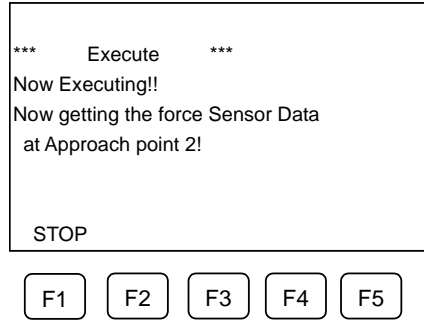 *** Execute ***
Now Executing!!
Now getting the force Sensor Data
at Approach point 2!
STOP
F1 F2 F3 F4 F5